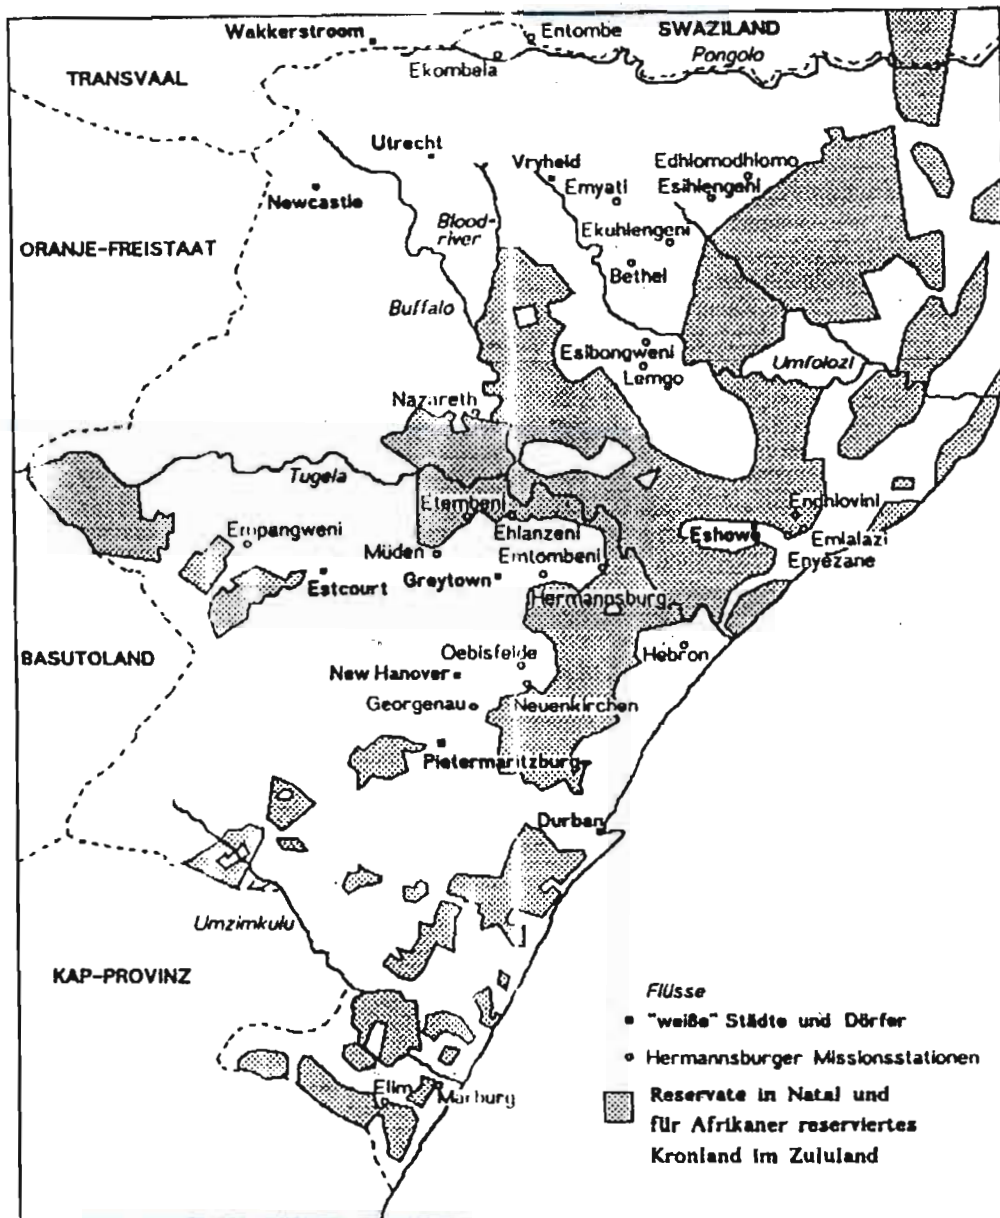 Wakkerstroom
Entombe
SWAZILAND
Ekombela
Pongolo
TRANSVAAL
Utrecht
Vryheid
Edhlomodhlomo
Emyati
Esihlengeni
Newcastle
Blood-
river
Ekuhlengeni
ORANJE-FREISTAAT
Bethel
Buffalo
Esibongweni
Umfolozi
Lemgo
Nazareth
Tugela
Etembeni
Endhlovini
Empangweni
Ehlanzeni
Eshowe
Emlalazi
Müden
Emtombeni
Enyezane
Estcourt
Greytown
Hermannsburg
BASUTOLAND
Oebisfelde
Hebron
New Hanover
Georgenau
Neuenkirchen
Pietermaritzburg
Durban
Umzimkulu
KAP-PROVINZ
Flüsse
"weiße" Städte und Dörfer
Hermannsburger Missionsstationen
Elim
Marburg
Reservate in Natal und
für Afrikaner reserviertes
Kronland im Zululand